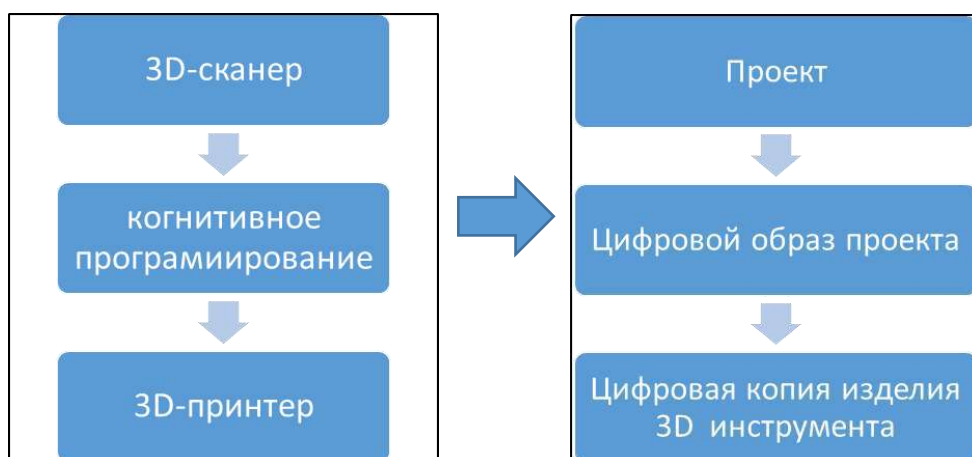 3D-сканер
когнитивное
програмиирование
3D-принтер
Проект
Цифровой образ проекта
Цифровая копия изделия
3D инструмента